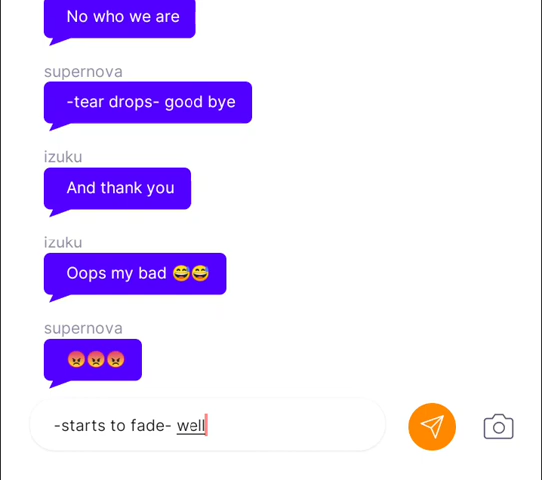 No who we are
supernova
-tear drops- good bye
izuku
And thank you
izuku
Oops my bad 😅😅
supernova
😡😡😡
-starts to fade- well